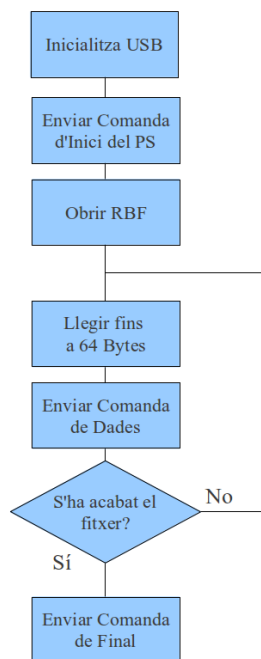 Inicialitza USB
Enviar Comanda
d'Inici del PS
Obrir RBF
Llegir fins
a 64 Bytes
Enviar Comanda
de Dades
S'ha acabat el
fitxer?
No
Sí
Enviar Comanda
de Final